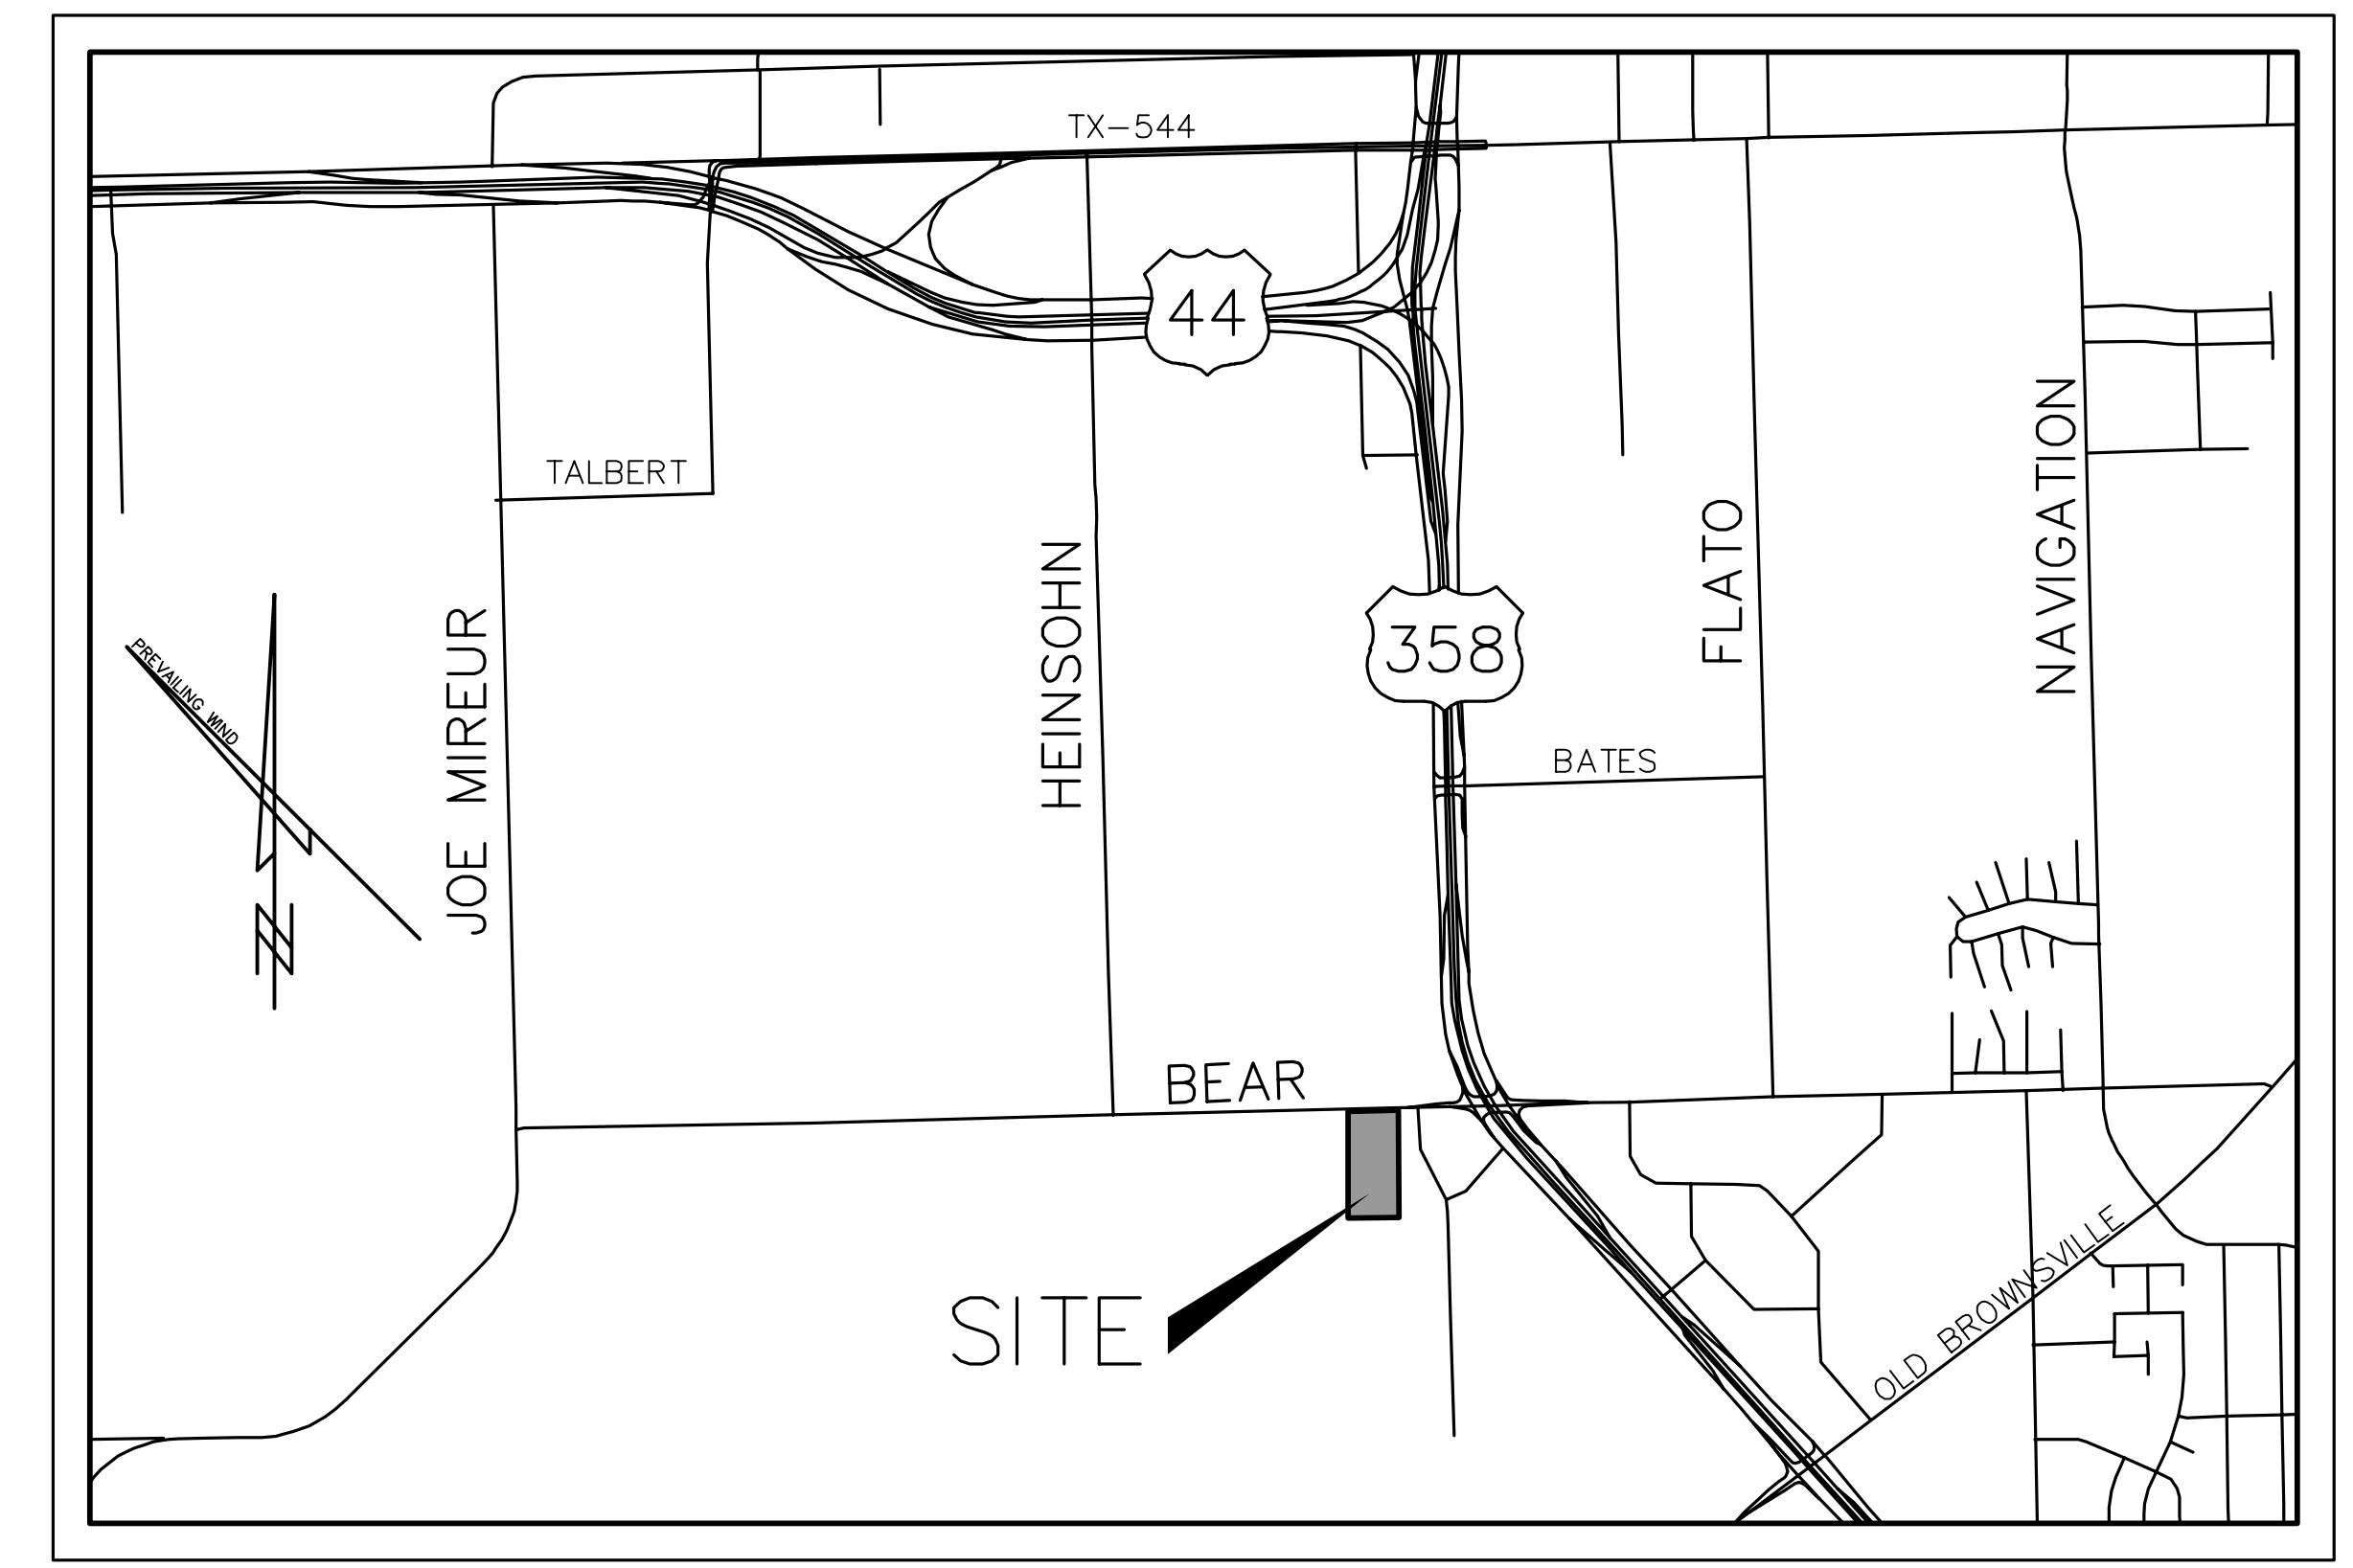 TX-544
44
TALBERT
HEINSOHN
FLATO
NAVIGATION
358
PREVAILING WIND
JOE MIREUR
BATES
N
BEAR
SITE
OLD BROWNSVILLE